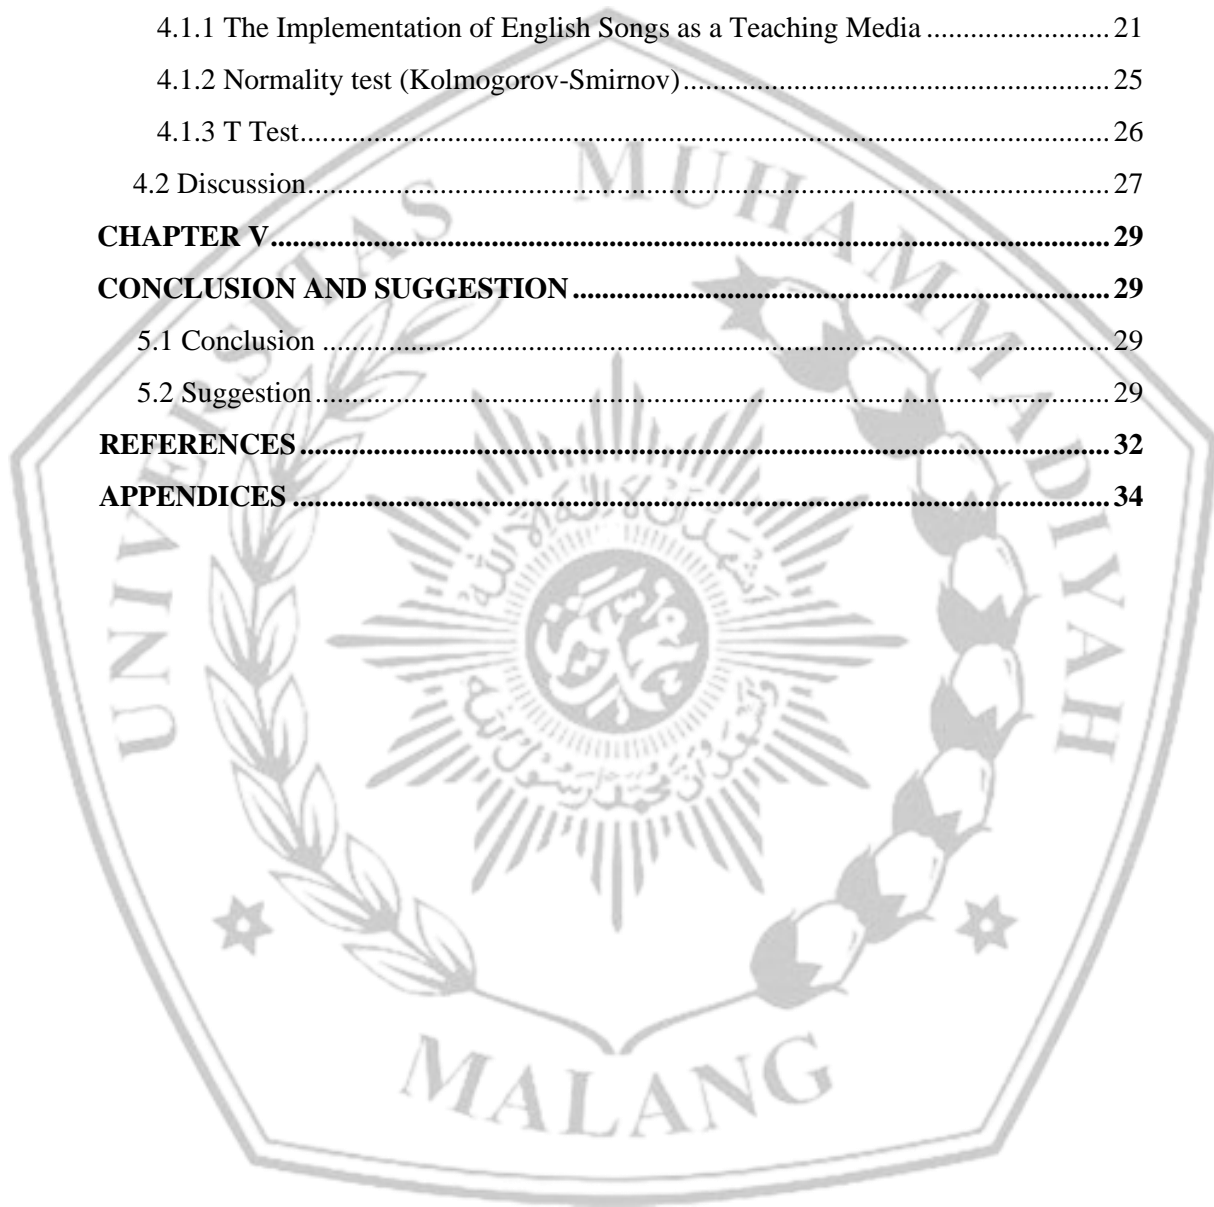 4.1.1 The Implementation of English Songs as a Teaching Media ........................ 21
4.1.2 Normality test (Kolmogorov-Smirnov) ........................ 25
4.1.3 T Test ........................ 26
4.2 Discussion ........................ 27
CHAPTER V ........................ 29
CONCLUSION AND SUGGESTION ........................ 29
5.1 Conclusion ........................ 29
5.2 Suggestion ........................ 29
REFERENCES ........................ 32
APPENDICES ........................ 34
UNIVERSITAS MUHAMMADIYAH
MALANG